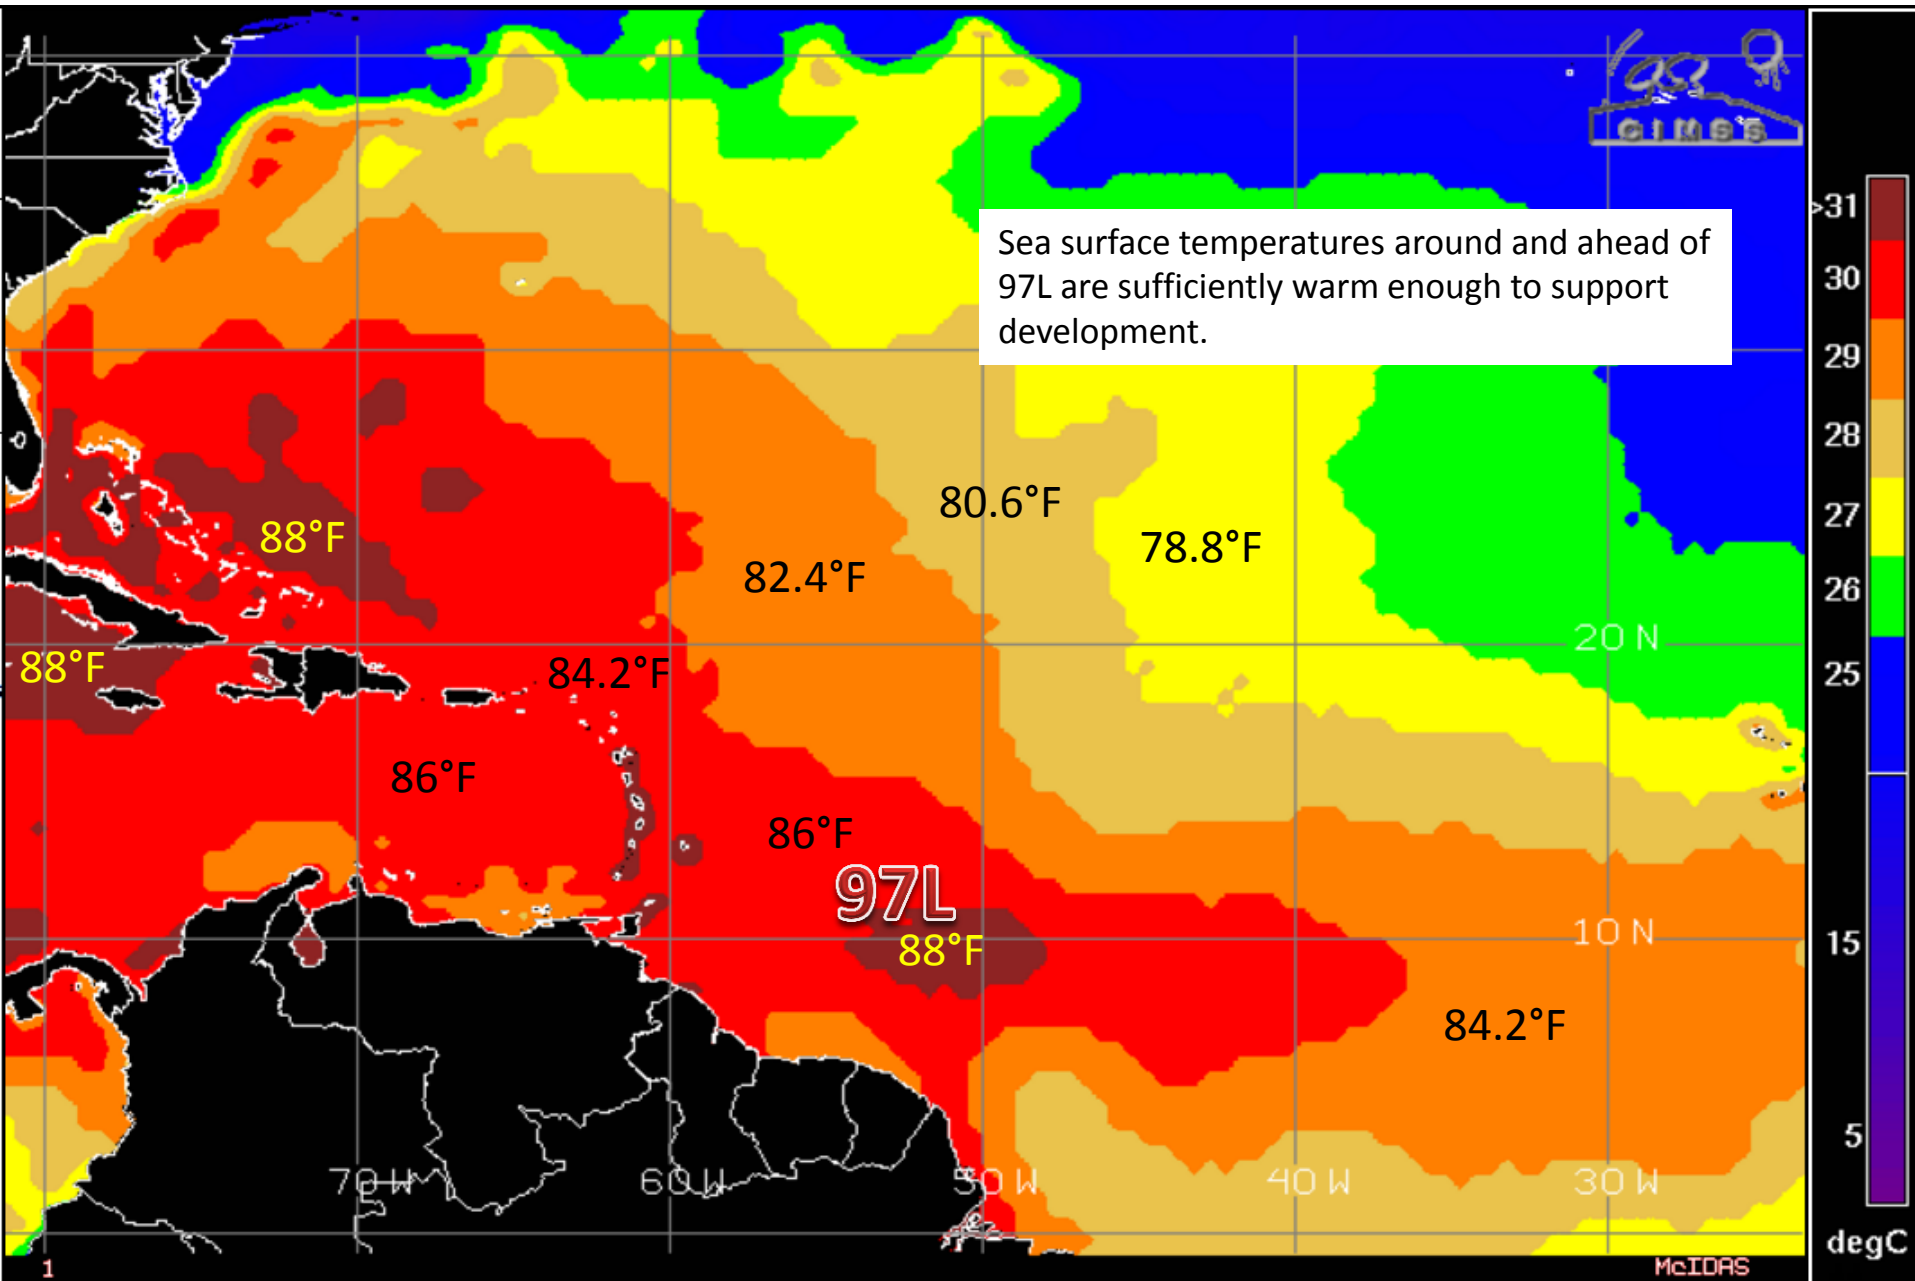 CIMSS
Sea surface temperatures around and ahead of
97L are sufficiently warm enough to support
development.
>31
30
29
28
27
26
25
15
5
degC
80.6°F
88°F
78.8°F
82.4°F
20 N
88°F
84.2°F
86°F
86°F
97L
88°F
10 N
84.2°F
70 W
60 W
50 W
40 W
30 W
1
McIDAS